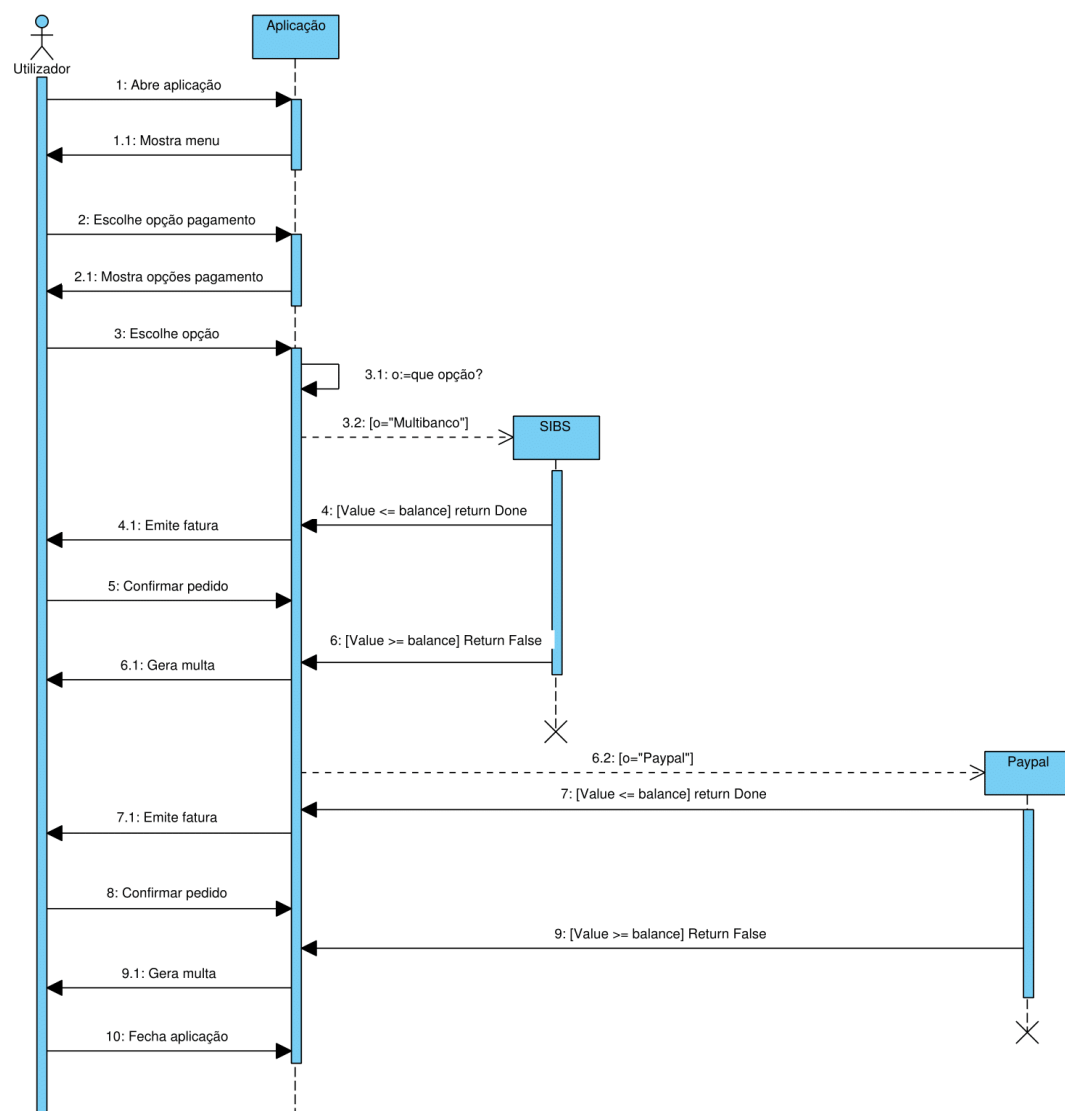 Aplicação
Utilizador
1: Abre aplicação
1.1: Mostra menu
2: Escolhe opção pagamento
2.1: Mostra opções pagamento
3: Escolhe opção
3.1: o:=que opção?
3.2: [o="Multibanco"]
SIBS
4: [Value <= balance] return Done
4.1: Emite fatura
5: Confirmar pedido
6: [Value >= balance] Return False
6.1: Gera multa
6.2: [o="Paypal"]
Paypal
7: [Value <= balance] return Done
7.1: Emite fatura
8: Confirmar pedido
9: [Value >= balance] Return False
9.1: Gera multa
10: Fecha aplicação